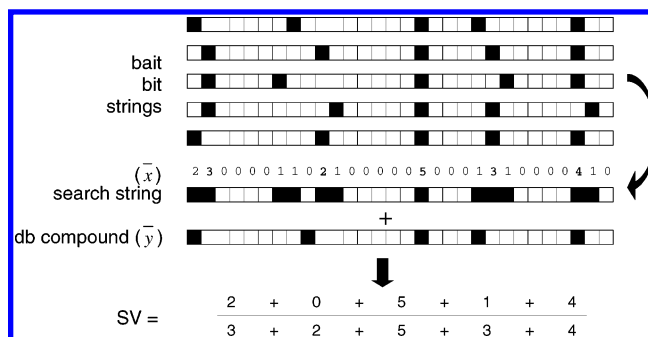 bait
bit
strings
(x̅) 2 3 0 0 0 0 1 1 0 2 1 0 0 0 0 0 5 0 0 0 1 3 1 0 0 0 0 4 1 0
search string
+
db compound (y̅)
2 + 0 + 5 + 1 + 4
SV =
3 + 2 + 5 + 3 + 4